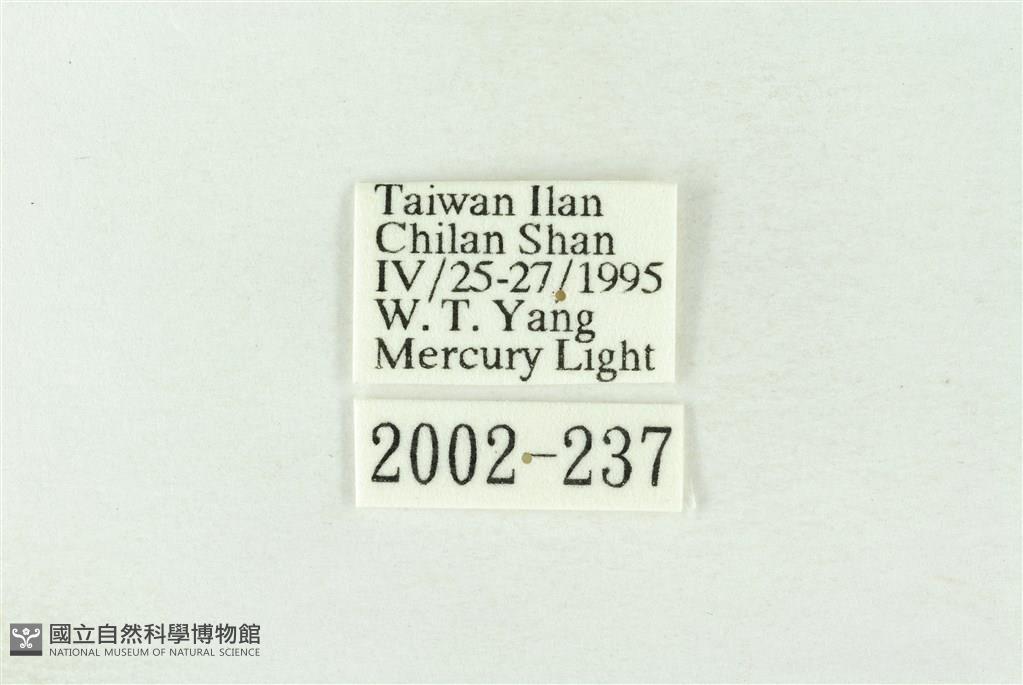 Taiwan Ilan
Chilan Shan
IV/25-27/1995
W. T. Yang
Mercury Light
2002-237
國立自然科學博物館
NATIONAL MUSEUM OF NATURAL SCIENCE